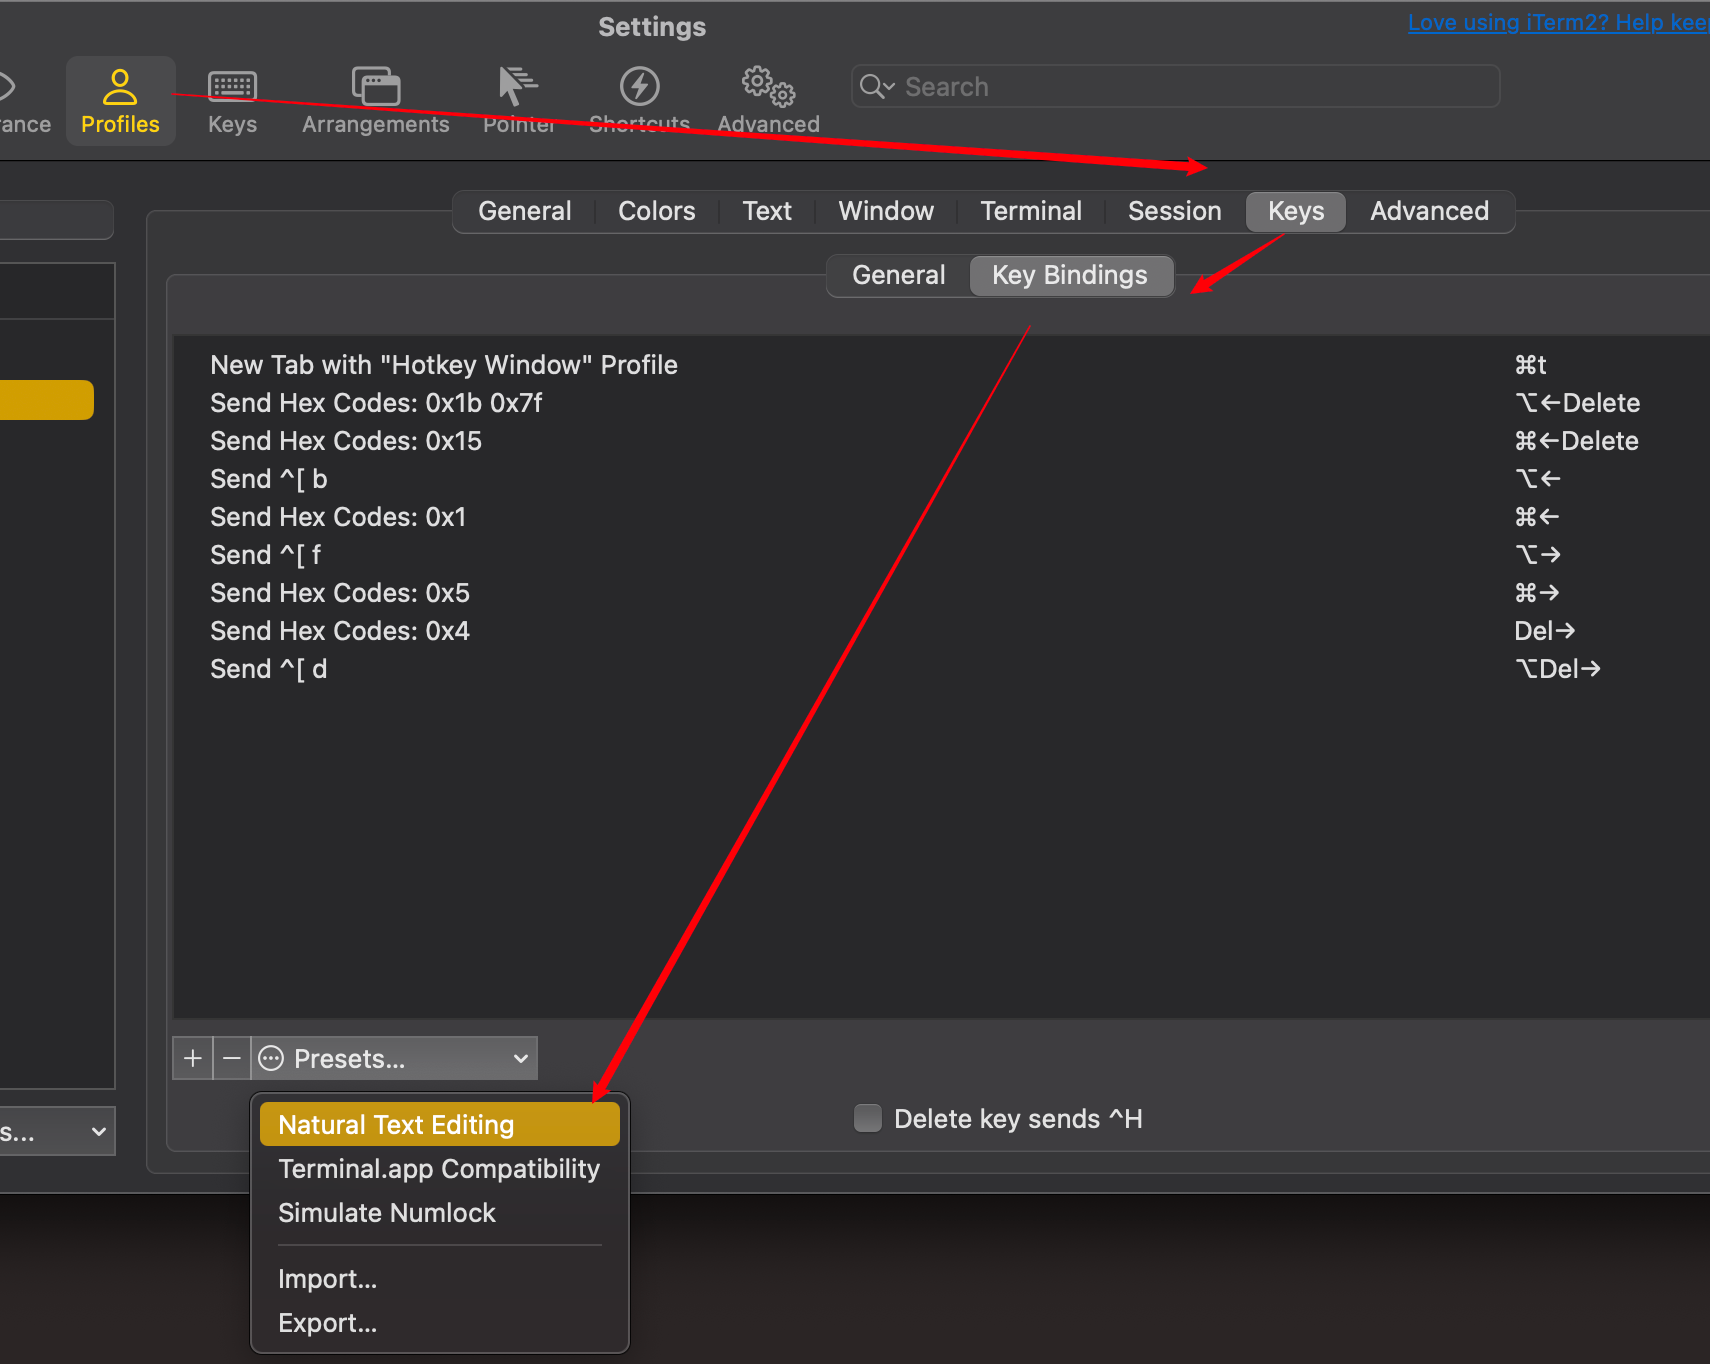 Settings
Love using iTerm2? Help keep
ance
Profiles
Keys
Arrangements
Pointer
Shortcuts
Advanced
Search
General
Colors
Text
Window
Terminal
Session
Keys
Advanced
General
Key Bindings
New Tab with "Hotkey Window" Profile ⌘t
Send Hex Codes: 0x1b 0x7f ⌥←Delete
Send Hex Codes: 0x15 ⌘←Delete
Send ^[ b ⌥←
Send Hex Codes: 0x1 ⌘←
Send ^[ f ⌥→
Send Hex Codes: 0x5 ⌘→
Send Hex Codes: 0x4 Del→
Send ^[ d ⌥Del→
+ − Presets...
s...
Delete key sends ^H
Natural Text Editing
Terminal.app Compatibility
Simulate Numlock
Import...
Export...